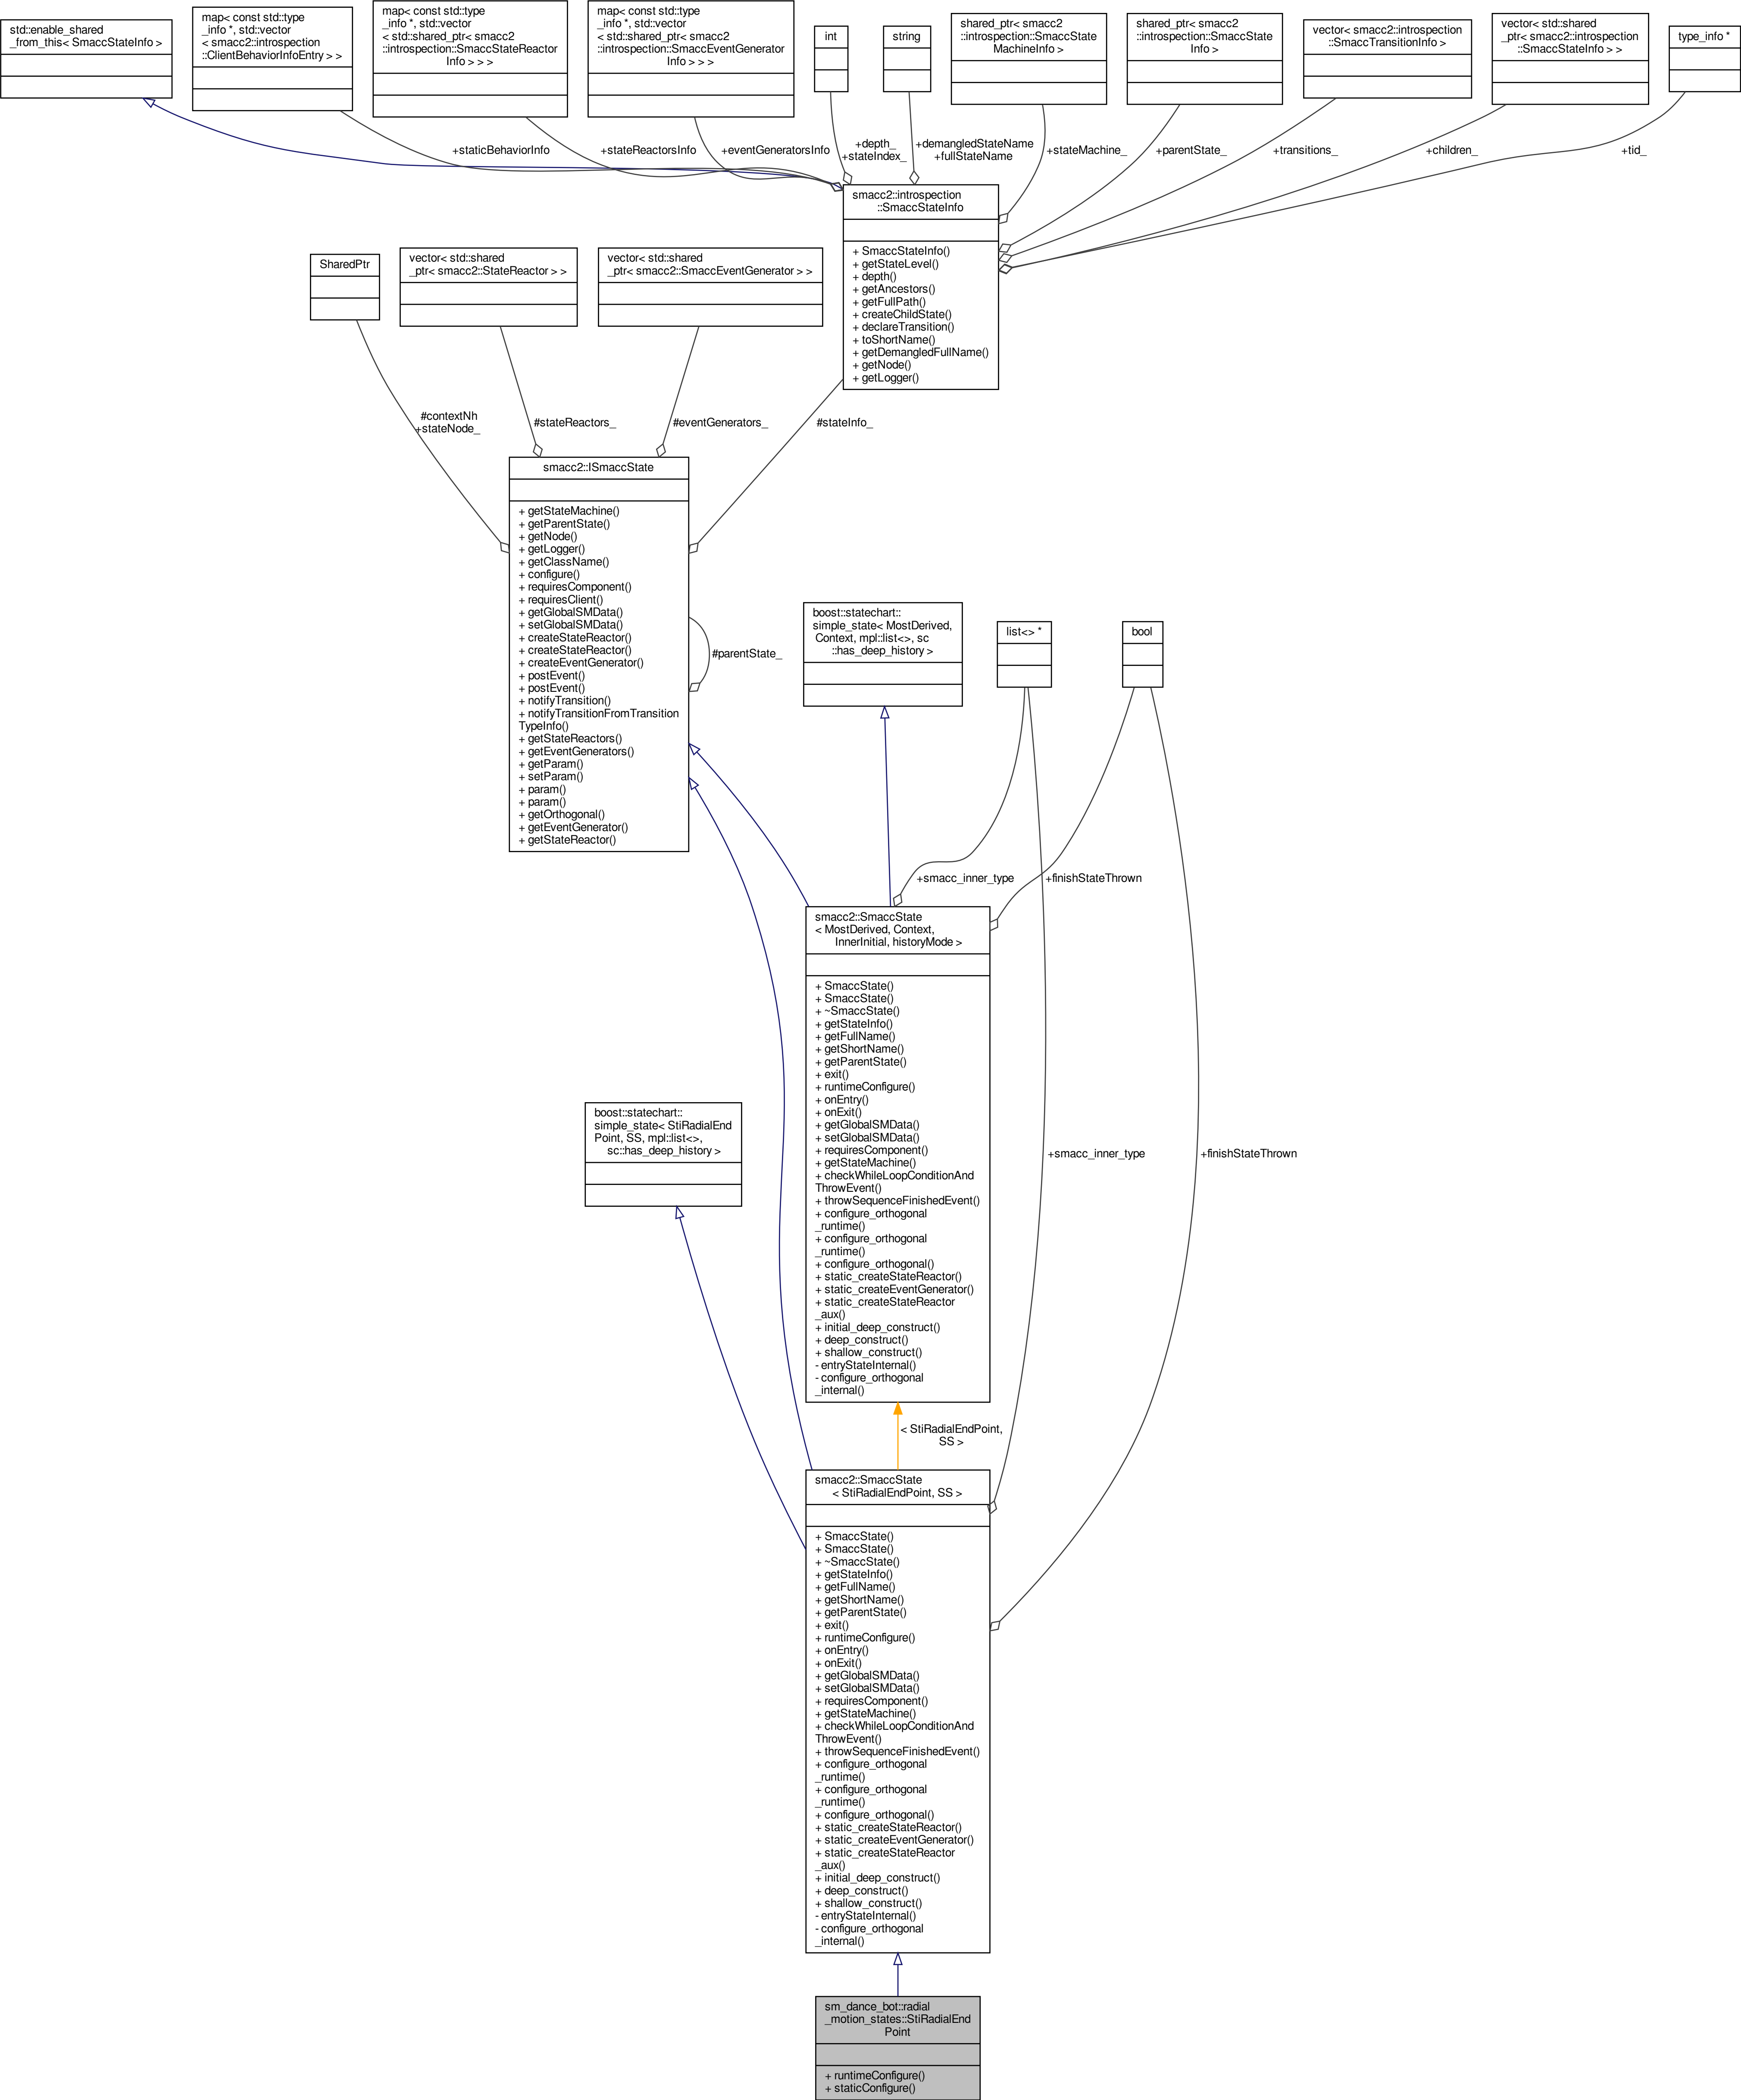 std::enable_shared
_from_this< SmaccStateInfo >
map< const std::type
_info *, std::vector
< smacc2::introspection
::ClientBehaviorInfoEntry > >
map< const std::type
_info *, std::vector
< std::shared_ptr< smacc2
::introspection::SmaccStateReactor
Info > > >
map< const std::type
_info *, std::vector
< std::shared_ptr< smacc2
::introspection::SmaccEventGenerator
Info > > >
int
string
shared_ptr< smacc2
::introspection::SmaccState
MachineInfo >
shared_ptr< smacc2
::introspection::SmaccState
Info >
vector< smacc2::introspection
::SmaccTransitionInfo >
vector< std::shared
_ptr< smacc2::introspection
::SmaccStateInfo > >
type_info *
+staticBehaviorInfo
+stateReactorsInfo
+eventGeneratorsInfo
+depth_
+stateIndex_
+demangledStateName
+fullStateName
+stateMachine_
+parentState_
+transitions_
+children_
+tid_
smacc2::introspection
::SmaccStateInfo
+ SmaccStateInfo()
+ getStateLevel()
+ depth()
+ getAncestors()
+ getFullPath()
+ createChildState()
+ declareTransition()
+ toShortName()
+ getDemangledFullName()
+ getNode()
+ getLogger()
SharedPtr
vector< std::shared
_ptr< smacc2::StateReactor > >
vector< std::shared
_ptr< smacc2::SmaccEventGenerator > >
#contextNh
+stateNode_
#stateReactors_
#eventGenerators_
#stateInfo_
smacc2::ISmaccState
+ getStateMachine()
+ getParentState()
+ getNode()
+ getLogger()
+ getClassName()
+ configure()
+ requiresComponent()
+ requiresClient()
+ getGlobalSMData()
+ setGlobalSMData()
+ createStateReactor()
+ createStateReactor()
+ createEventGenerator()
+ postEvent()
+ postEvent()
+ notifyTransition()
+ notifyTransitionFromTransition
TypeInfo()
+ getStateReactors()
+ getEventGenerators()
+ getParam()
+ setParam()
+ param()
+ param()
+ getOrthogonal()
+ getEventGenerator()
+ getStateReactor()
#parentState_
boost::statechart::
simple_state< MostDerived,
Context, mpl::list<>, sc
::has_deep_history >
list<> *
bool
+smacc_inner_type
+finishStateThrown
smacc2::SmaccState
< MostDerived, Context,
InnerInitial, historyMode >
+ SmaccState()
+ SmaccState()
+ ~SmaccState()
+ getStateInfo()
+ getFullName()
+ getShortName()
+ getParentState()
+ exit()
+ runtimeConfigure()
+ onEntry()
+ onExit()
+ getGlobalSMData()
+ setGlobalSMData()
+ requiresComponent()
+ getStateMachine()
+ checkWhileLoopConditionAnd
ThrowEvent()
+ throwSequenceFinishedEvent()
+ configure_orthogonal
_runtime()
+ configure_orthogonal
_runtime()
+ configure_orthogonal()
+ static_createStateReactor()
+ static_createEventGenerator()
+ static_createStateReactor
_aux()
+ initial_deep_construct()
+ deep_construct()
+ shallow_construct()
- entryStateInternal()
- configure_orthogonal
_internal()
boost::statechart::
simple_state< StiRadialEnd
Point, SS, mpl::list<>,
sc::has_deep_history >
+smacc_inner_type
+finishStateThrown
< StiRadialEndPoint,
SS >
smacc2::SmaccState
< StiRadialEndPoint, SS >
+ SmaccState()
+ SmaccState()
+ ~SmaccState()
+ getStateInfo()
+ getFullName()
+ getShortName()
+ getParentState()
+ exit()
+ runtimeConfigure()
+ onEntry()
+ onExit()
+ getGlobalSMData()
+ setGlobalSMData()
+ requiresComponent()
+ getStateMachine()
+ checkWhileLoopConditionAnd
ThrowEvent()
+ throwSequenceFinishedEvent()
+ configure_orthogonal
_runtime()
+ configure_orthogonal
_runtime()
+ configure_orthogonal()
+ static_createStateReactor()
+ static_createEventGenerator()
+ static_createStateReactor
_aux()
+ initial_deep_construct()
+ deep_construct()
+ shallow_construct()
- entryStateInternal()
- configure_orthogonal
_internal()
sm_dance_bot::radial
_motion_states::StiRadialEnd
Point
+ runtimeConfigure()
+ staticConfigure()